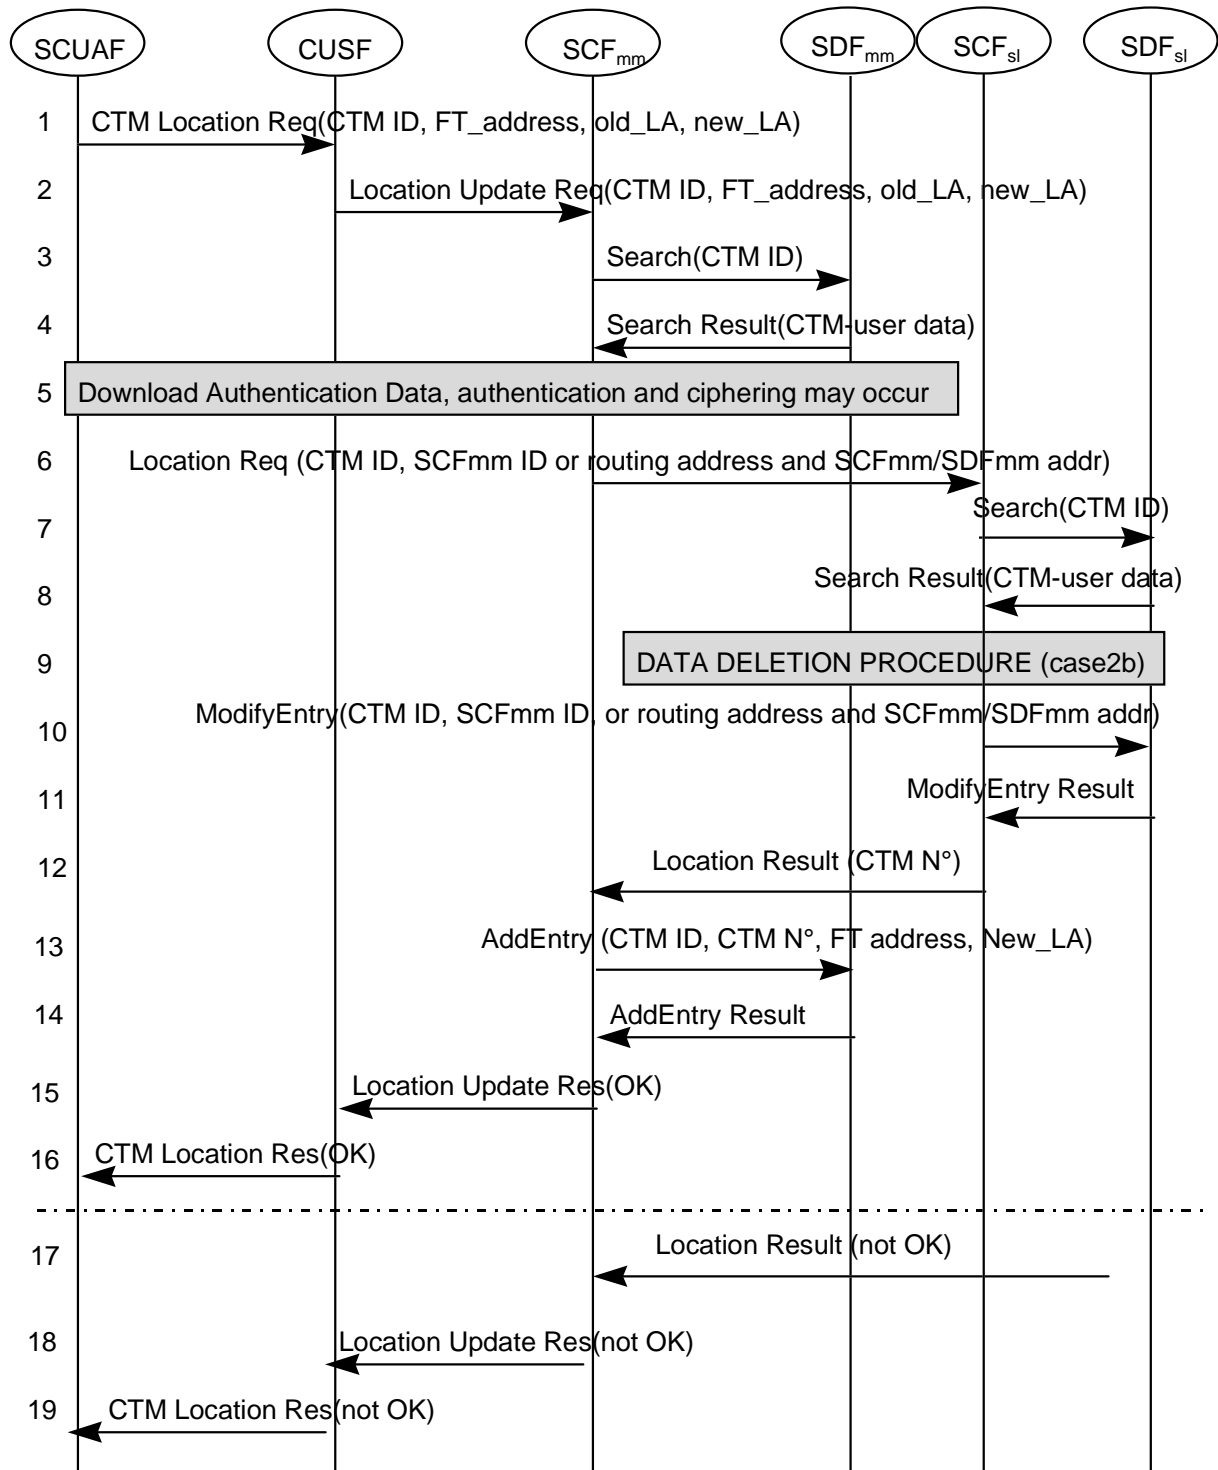 SCUAF CUSF SCFmm SDFmm SCFsl SDFsl
1 CTM Location Req(CTM ID, FT_address, old_LA, new_LA)
2 Location Update Req(CTM ID, FT_address, old_LA, new_LA)
3 Search(CTM ID)
4 Search Result(CTM-user data)
5 Download Authentication Data, authentication and ciphering may occur
6 Location Req (CTM ID, SCFmm ID or routing address and SCFmm/SDFmm addr)
7 Search(CTM ID)
8 Search Result(CTM-user data)
9 DATA DELETION PROCEDURE (case2b)
10 ModifyEntry(CTM ID, SCFmm ID, or routing address and SCFmm/SDFmm addr)
11 ModifyEntry Result
12 Location Result (CTM N°)
13 AddEntry (CTM ID, CTM N°, FT address, New_LA)
14 AddEntry Result
15 Location Update Res(OK)
16 CTM Location Res(OK)
17 Location Result (not OK)
18 Location Update Res(not OK)
19 CTM Location Res(not OK)